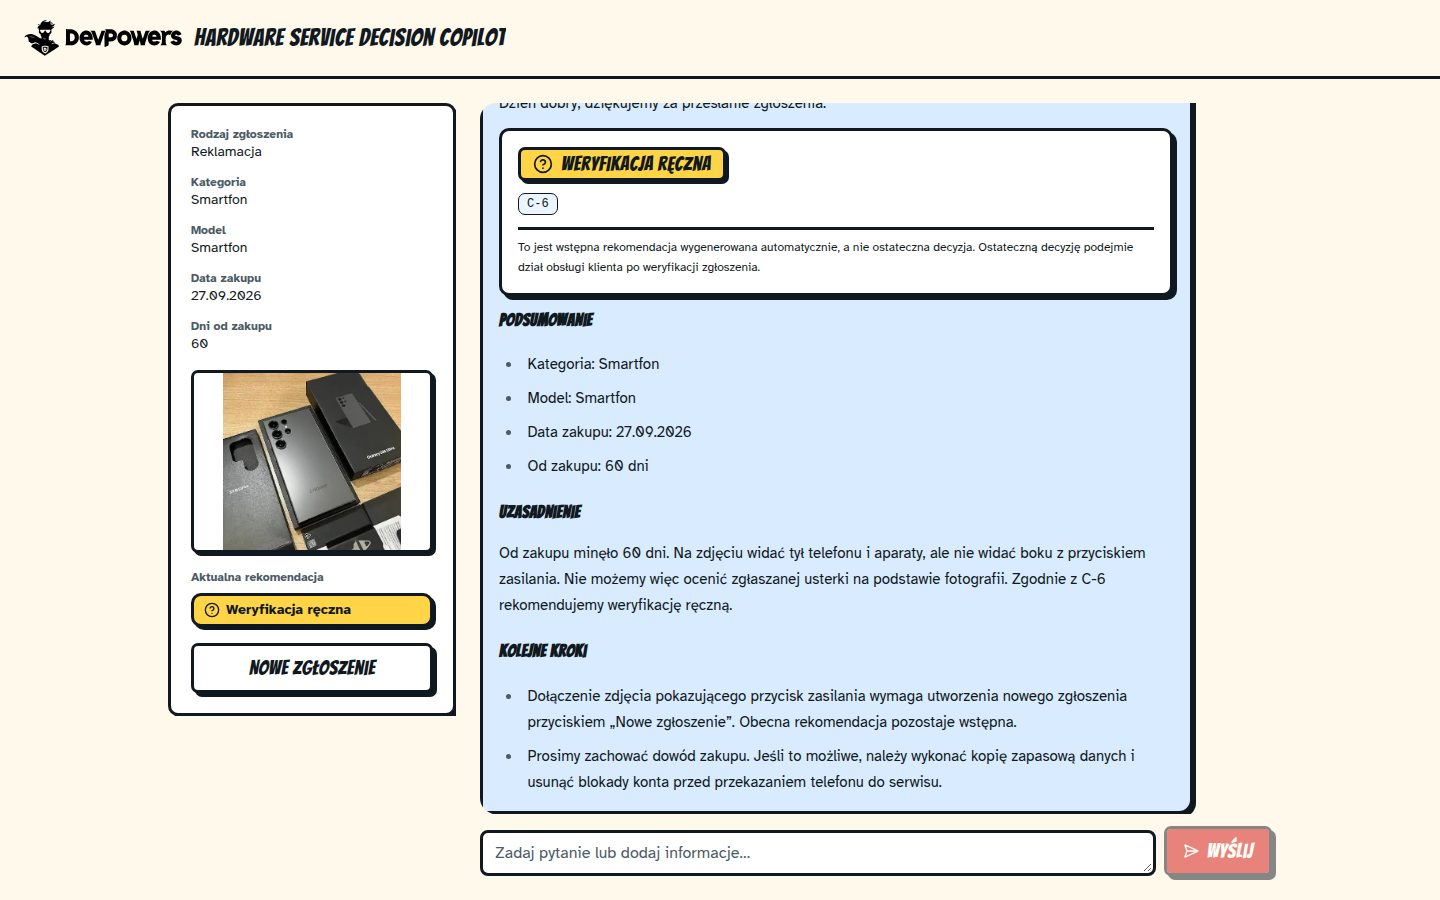 DevPowers HARDWARE SERVICE DECISION COPILOT
Rodzaj zgłoszenia
Reklamacja
Kategoria
Smartfon
Model
Smartfon
Data zakupu
27.09.2026
Dni od zakupu
60
SAMSUNG
Aktualna rekomendacja
Weryfikacja ręczna
NOWE ZGŁOSZENIE
Dzień dobry, dziękujemy za przesłanie zgłoszenia.
WERYFIKACJA RĘCZNA
C-6
To jest wstępna rekomendacja wygenerowana automatycznie, a nie ostateczna decyzja. Ostateczną decyzję podejmie
dział obsługi klienta po weryfikacji zgłoszenia.
PODSUMOWANIE
Kategoria: Smartfon
Model: Smartfon
Data zakupu: 27.09.2026
Od zakupu: 60 dni
UZASADNIENIE
Od zakupu minęło 60 dni. Na zdjęciu widać tył telefonu i aparaty, ale nie widać boku z przyciskiem
zasilania. Nie możemy więc ocenić zgłaszanej usterki na podstawie fotografii. Zgodnie z C-6
rekomendujemy weryfikację ręczną.
KOLEJNE KROKI
Dołączenie zdjęcia pokazującego przycisk zasilania wymaga utworzenia nowego zgłoszenia
przyciskiem „Nowe zgłoszenie”. Obecna rekomendacja pozostaje wstępna.
Prosimy zachować dowód zakupu. Jeśli to możliwe, należy wykonać kopię zapasową danych i
usunąć blokady konta przed przekazaniem telefonu do serwisu.
Zadaj pytanie lub dodaj informacje...
WYŚLIJ